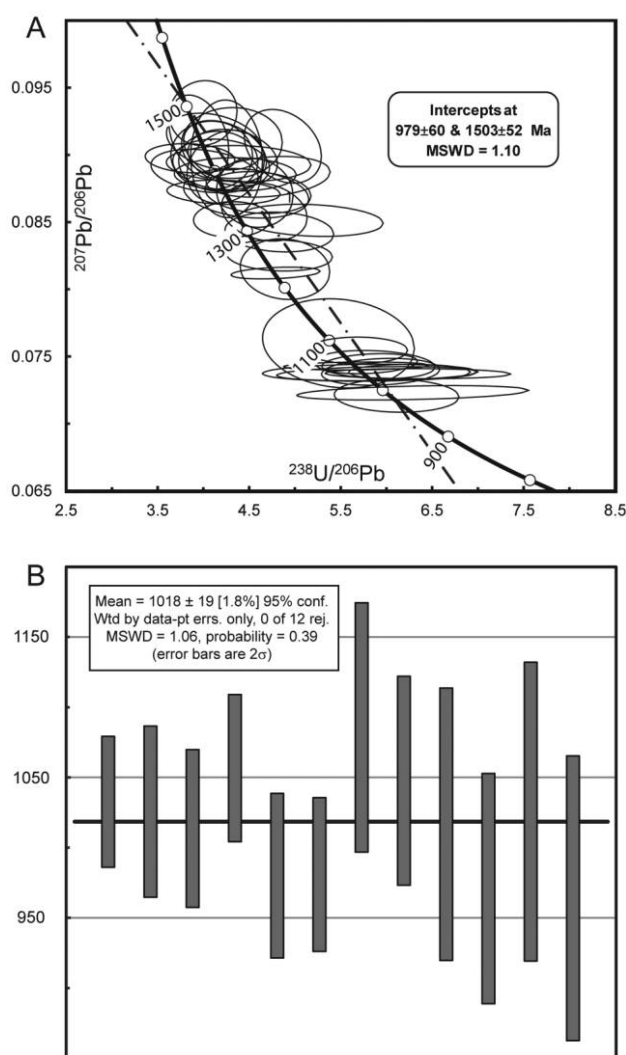 A
0.095
0.085
0.075
0.065
207Pb/206Pb
1500
1300
1100
900
Intercepts at
979±60 & 1503±52 Ma
MSWD = 1.10
238U/206Pb
2.5 3.5 4.5 5.5 6.5 7.5 8.5
B
Mean = 1018 ± 19 [1.8%] 95% conf.
Wtd by data-pt errs. only, 0 of 12 rej.
MSWD = 1.06, probability = 0.39
(error bars are 2σ)
1150
1050
950